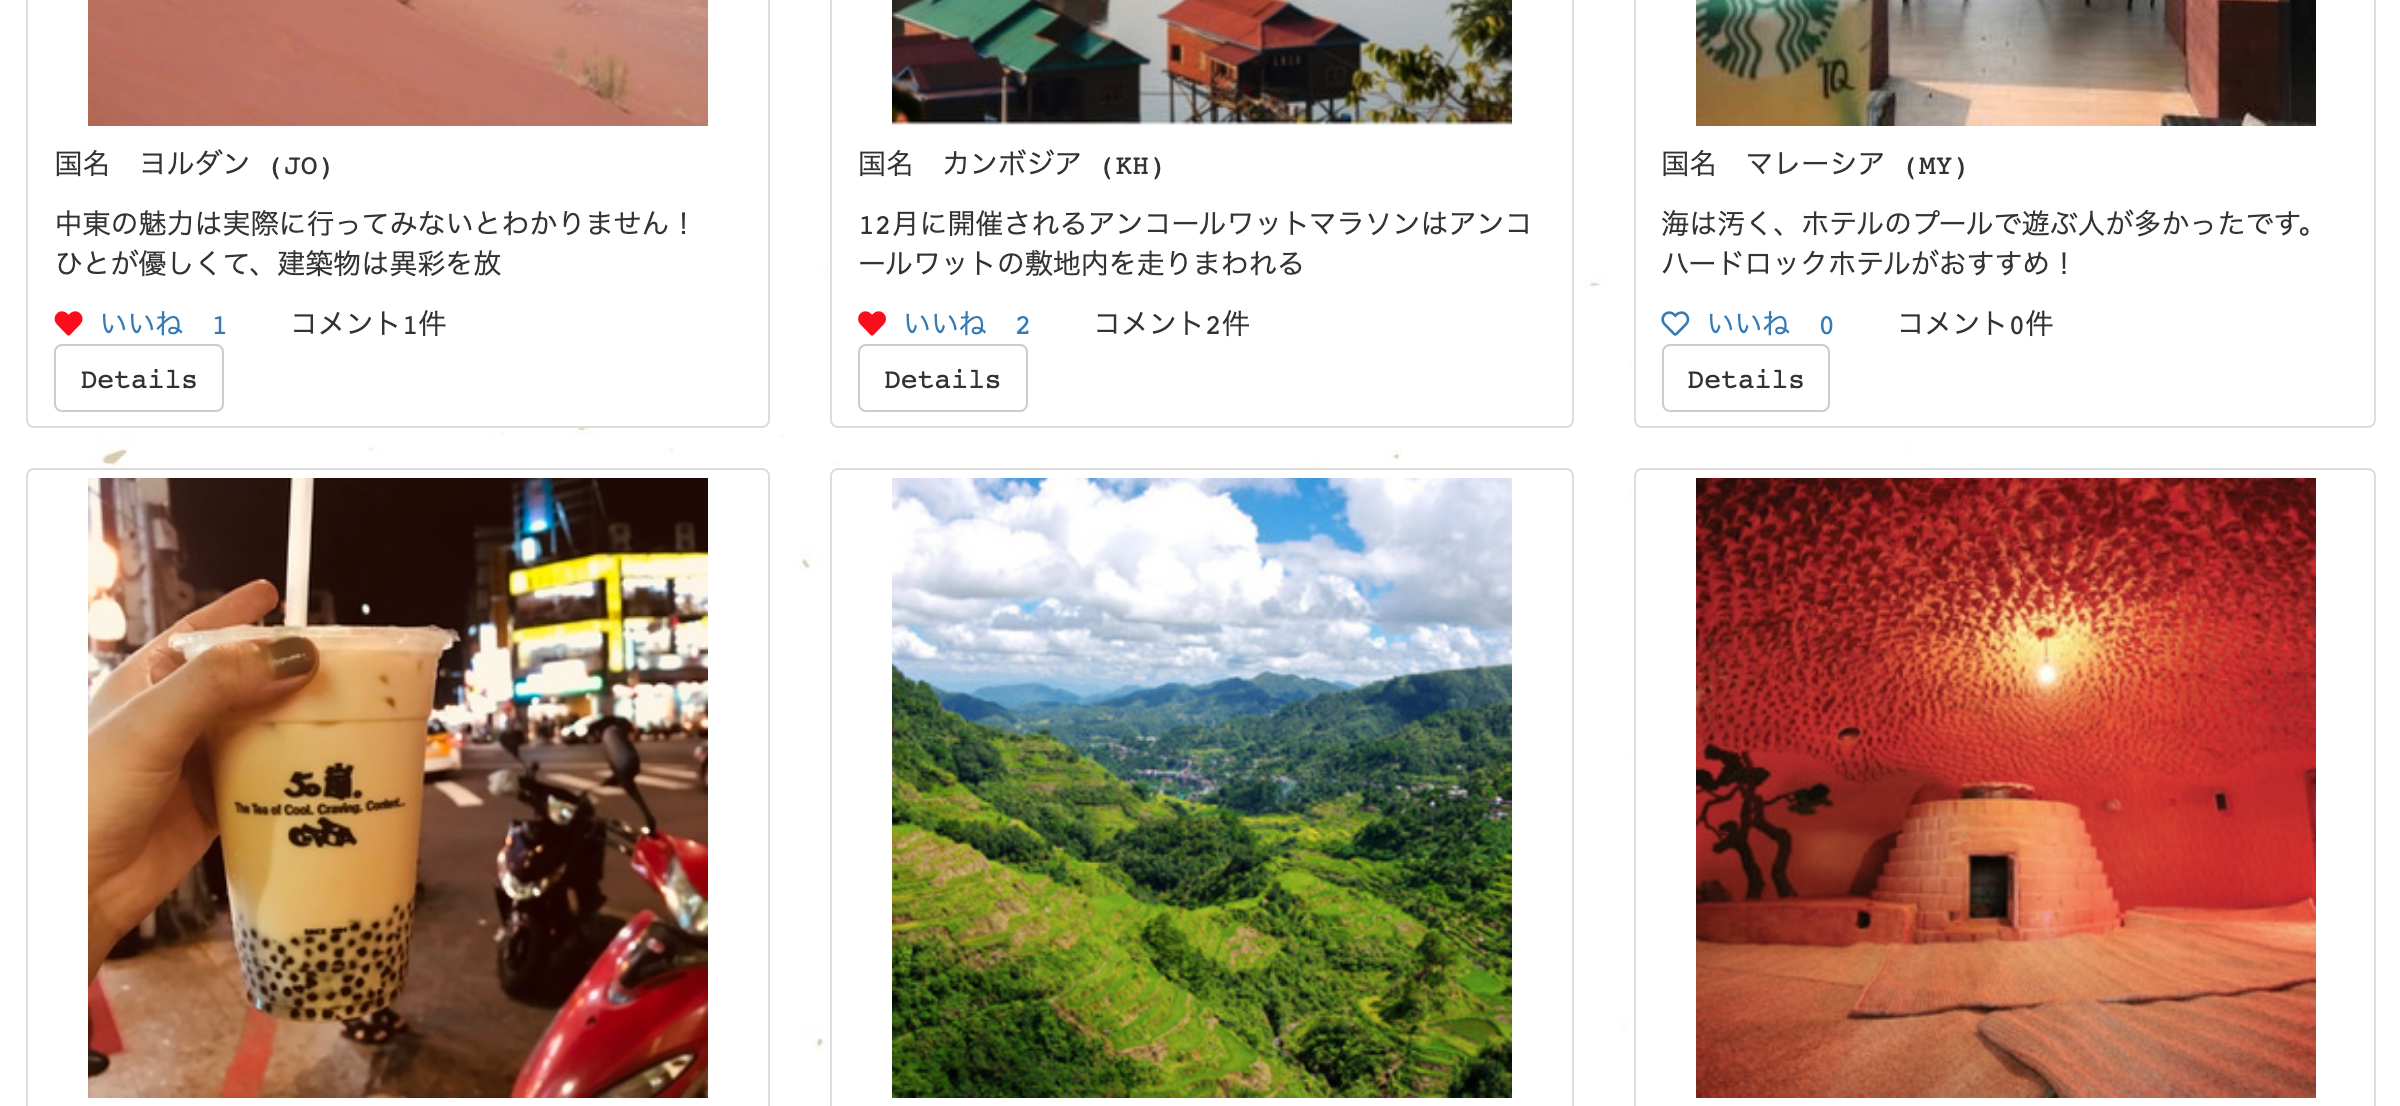 TQ
国名　ヨルダン (JO)
中東の魅力は実際に行ってみないとわかりません！
ひとが優しくて、建築物は異彩を放
いいね　1　　コメント1件
Details
国名　カンボジア (KH)
12月に開催されるアンコールワットマラソンはアンコ
ールワットの敷地内を走りまわれる
いいね　2　　コメント2件
Details
国名　マレーシア (MY)
海は汚く、ホテルのプールで遊ぶ人が多かったです。
ハードロックホテルがおすすめ！
いいね　0　　コメント0件
Details
50嵐.
The Tea of Cool. Craving. Content..